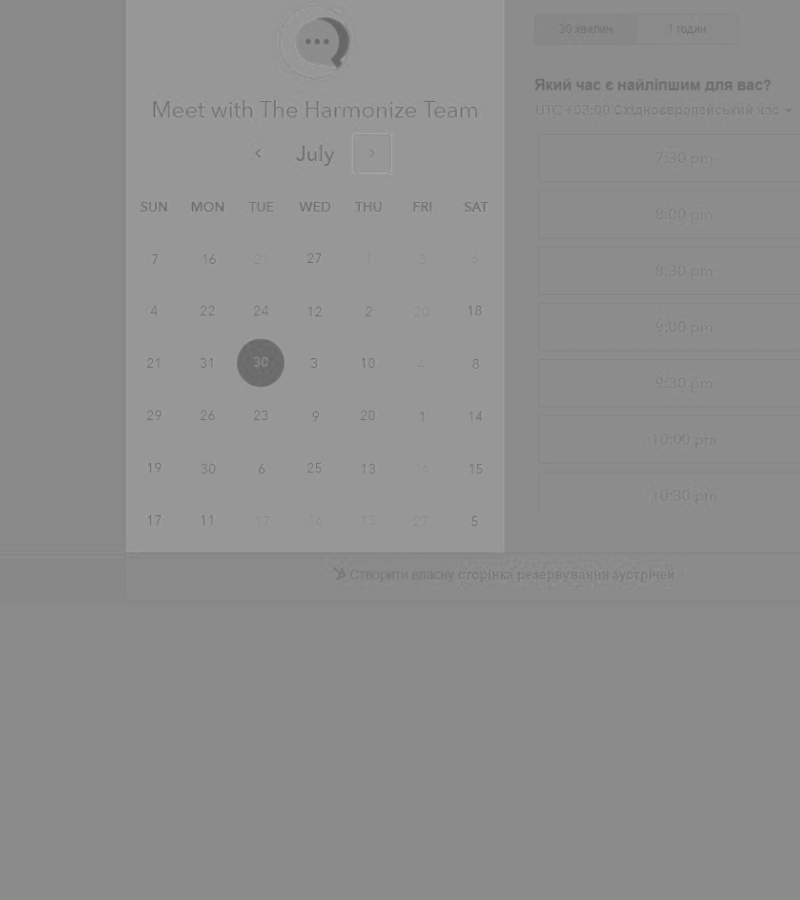 Meet with The Harmonize Team
July
SUN MON TUE WED THU FRI SAT
7 16 21 27 1 3 6
4 22 24 12 2 20 18
21 31 30 3 10 4 8
29 26 23 9 20 1 14
19 30 6 25 13 16 15
17 11 17 16 13 27 5
30 хвилин 1 годин
Який час є найліпшим для вас?
UTC +03:00 Східноєвропейський час
7:30 pm
8:00 pm
8:30 pm
9:00 pm
9:30 pm
10:00 pm
10:30 pm
Створити власну сторінка резервування зустрічей